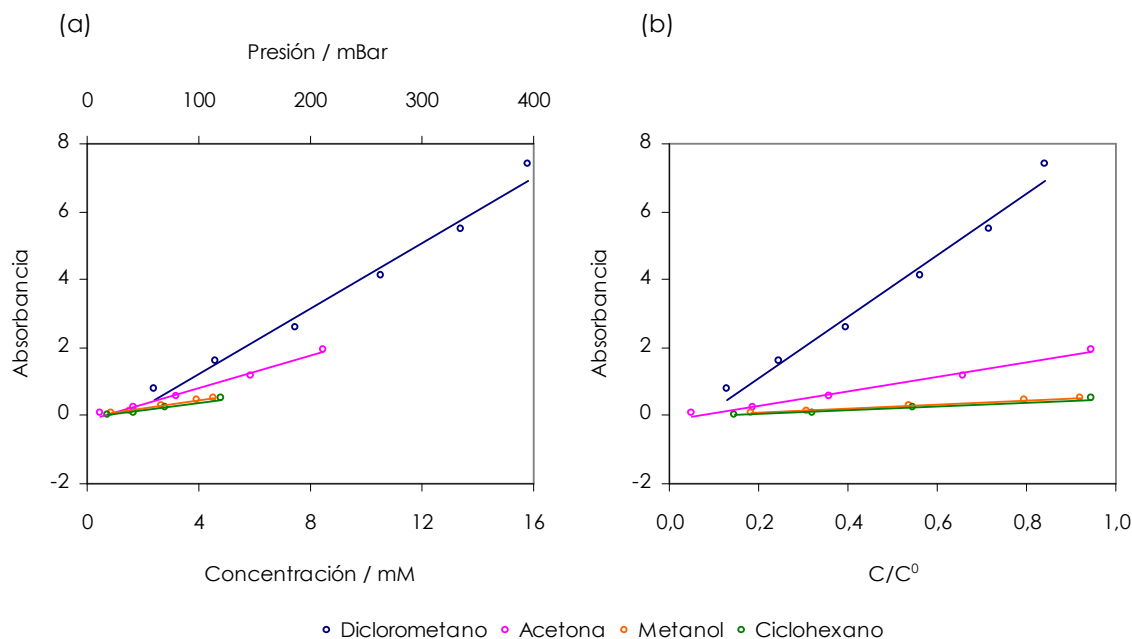 (a)
Presión / mBar
0 100 200 300 400
8
6
4
2
0
-2
Absorbancia
0 4 8 12 16
Concentración / mM
(b)
8
6
4
2
0
-2
Absorbancia
0,0 0,2 0,4 0,6 0,8 1,0
C/C⁰
Diclorometano Acetona Metanol Ciclohexano